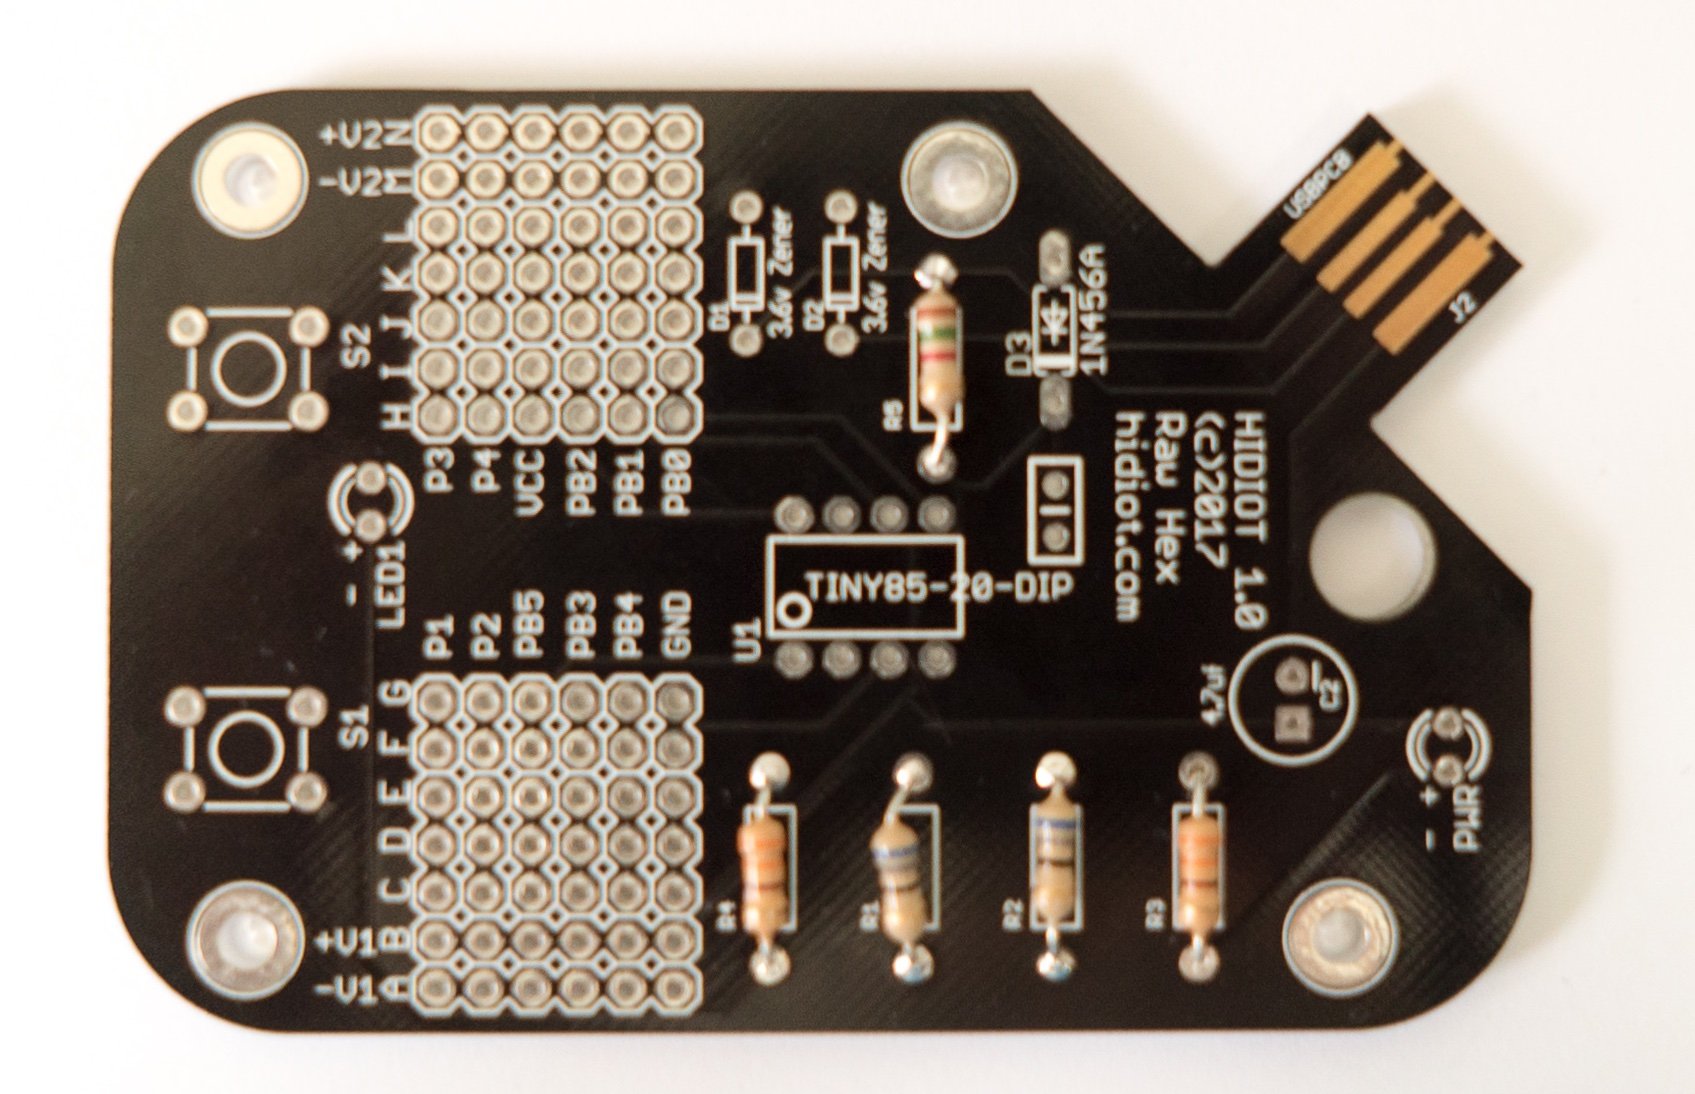 +V2 N
-V2 M
L
K
J
I
H
S2
P3
P4
VCC
PB2
PB1
PB0
D1
3.6v Zener
D2
3.6v Zener
R5
D3
1N456A
USBPCB
J2
HIDIOT 1.0
(c)2017
Raw Hex
hidiot.com
- +
LED1
P1
P2
PB5
PB3
PB4
GND
U1
TINY85-20-DIP
S1
G
F
E
D
C
+V1 B
-V1 A
R4
R1
R2
R3
4.7uf
C2
- +
PWR